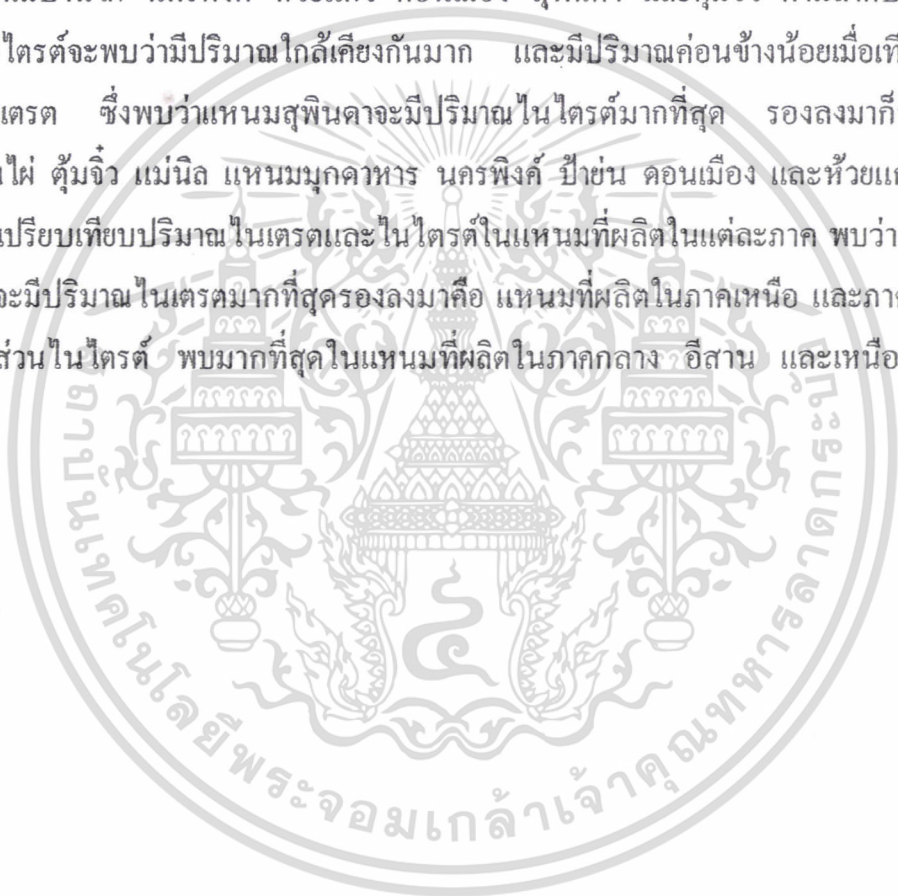 ไตรต์จะพบว่ามีปริมาณใกล้เคียงกันมาก และมีปริมาณค่อนข้างน้อยเมื่อเที
เตรต ซึ่งพบว่าแหนมสุพินดาจะมีปริมาณไนไตรต์มากที่สุด รองลงมาก็
ไผ่ ตุ้มจิ๋ว แม่นิล แหนมมุกดาหาร นครพิงค์ ป้าย่น ดอนเมือง และห้วยแก
เปรียบเทียบปริมาณไนเตรตและไนไตรต์ในแหนมที่ผลิตในแต่ละภาค พบว่า
จะมีปริมาณไนเตรตมากที่สุดรองลงมาคือ แหนมที่ผลิตในภาคเหนือ และภา
ส่วนไนไตรต์ พบมากที่สุดในแหนมที่ผลิตในภาคกลาง อีสาน และเหนือ
สถาบันเทคโนโลยีพระจอมเกล้าเจ้าคุณทหารลาดกระบัง